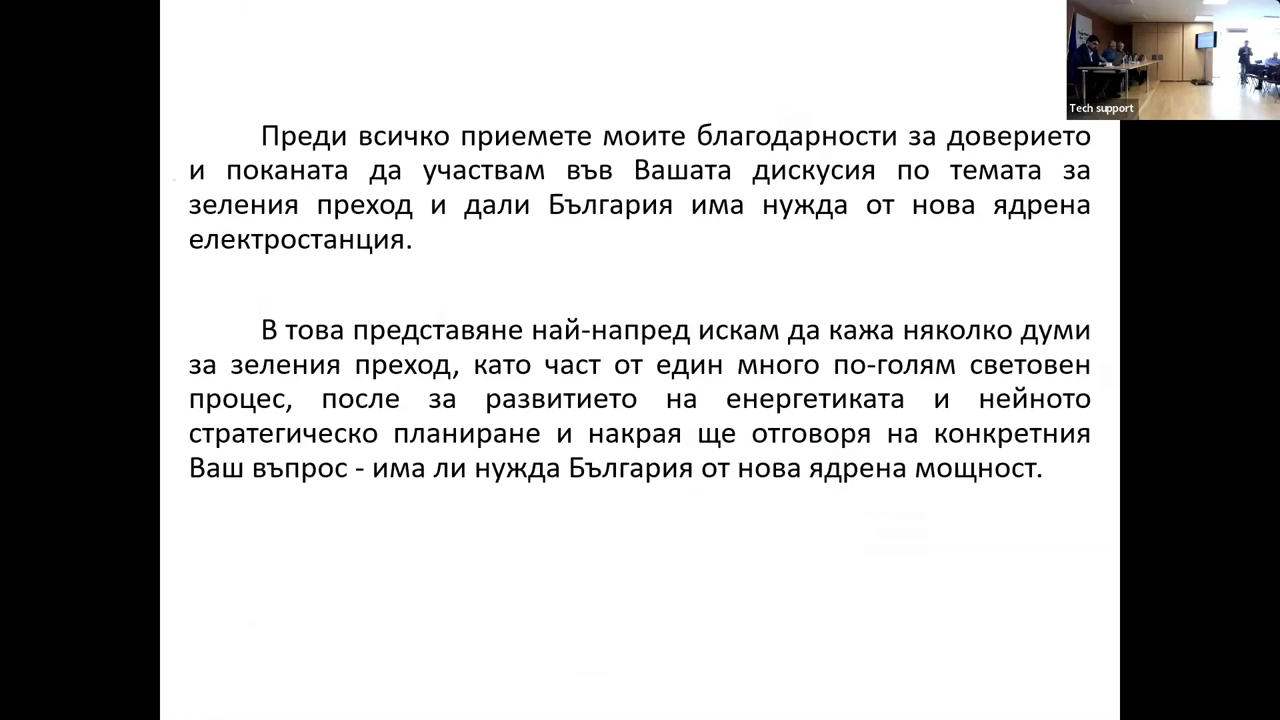 Tech support
Преди всичко приемете моите благодарности за доверието
и поканата да участвам във Вашата дискусия по темата за
зеления преход и дали България има нужда от нова ядрена
електростанция.
В това представяне най-напред искам да кажа няколко думи
за зеления преход, като част от един много по-голям световен
процес, после за развитието на енергетиката и нейното
стратегическо планиране и накрая ще отговоря на конкретния
Ваш въпрос - има ли нужда България от нова ядрена мощност.